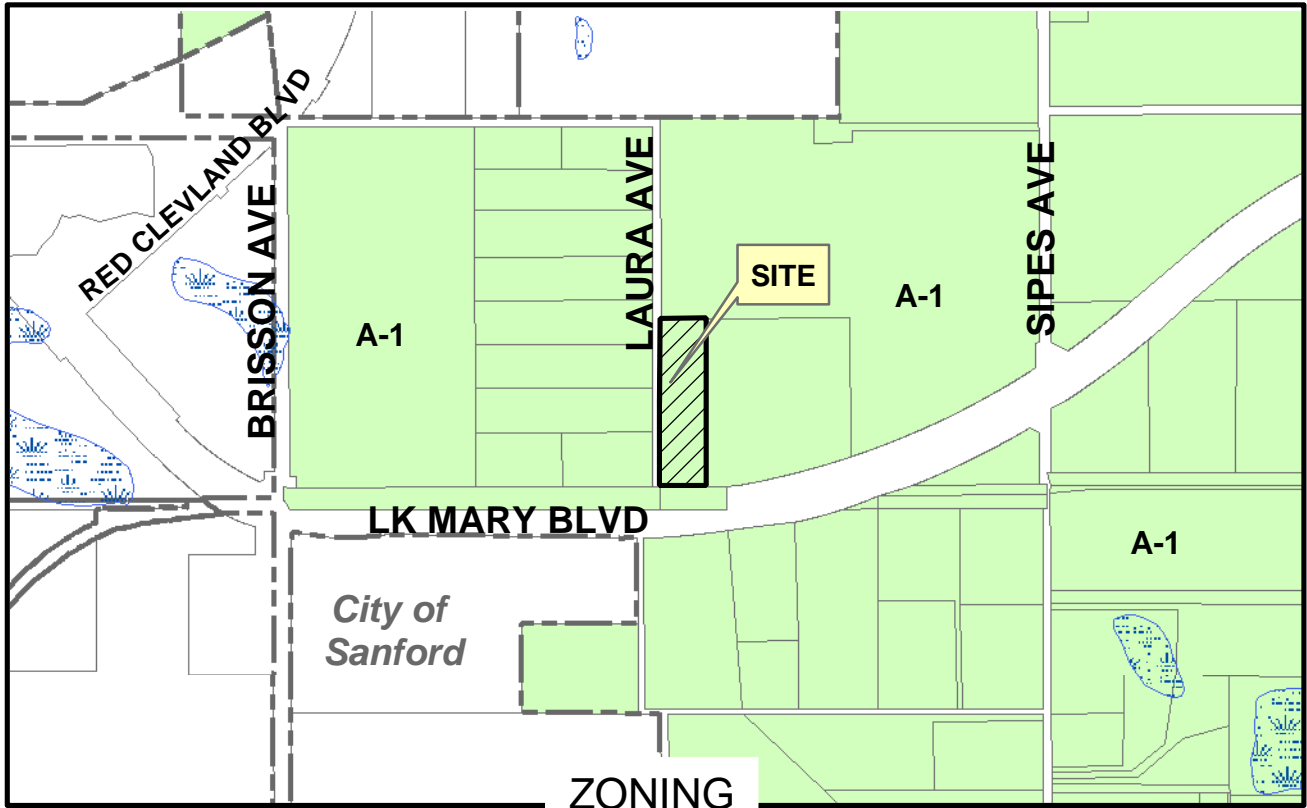 RED CLEVLAND BLVD
BRISSON AVE
LAURA AVE
SIPES AVE
SITE
A-1
A-1
LK MARY BLVD
A-1
City of
Sanford
ZONING